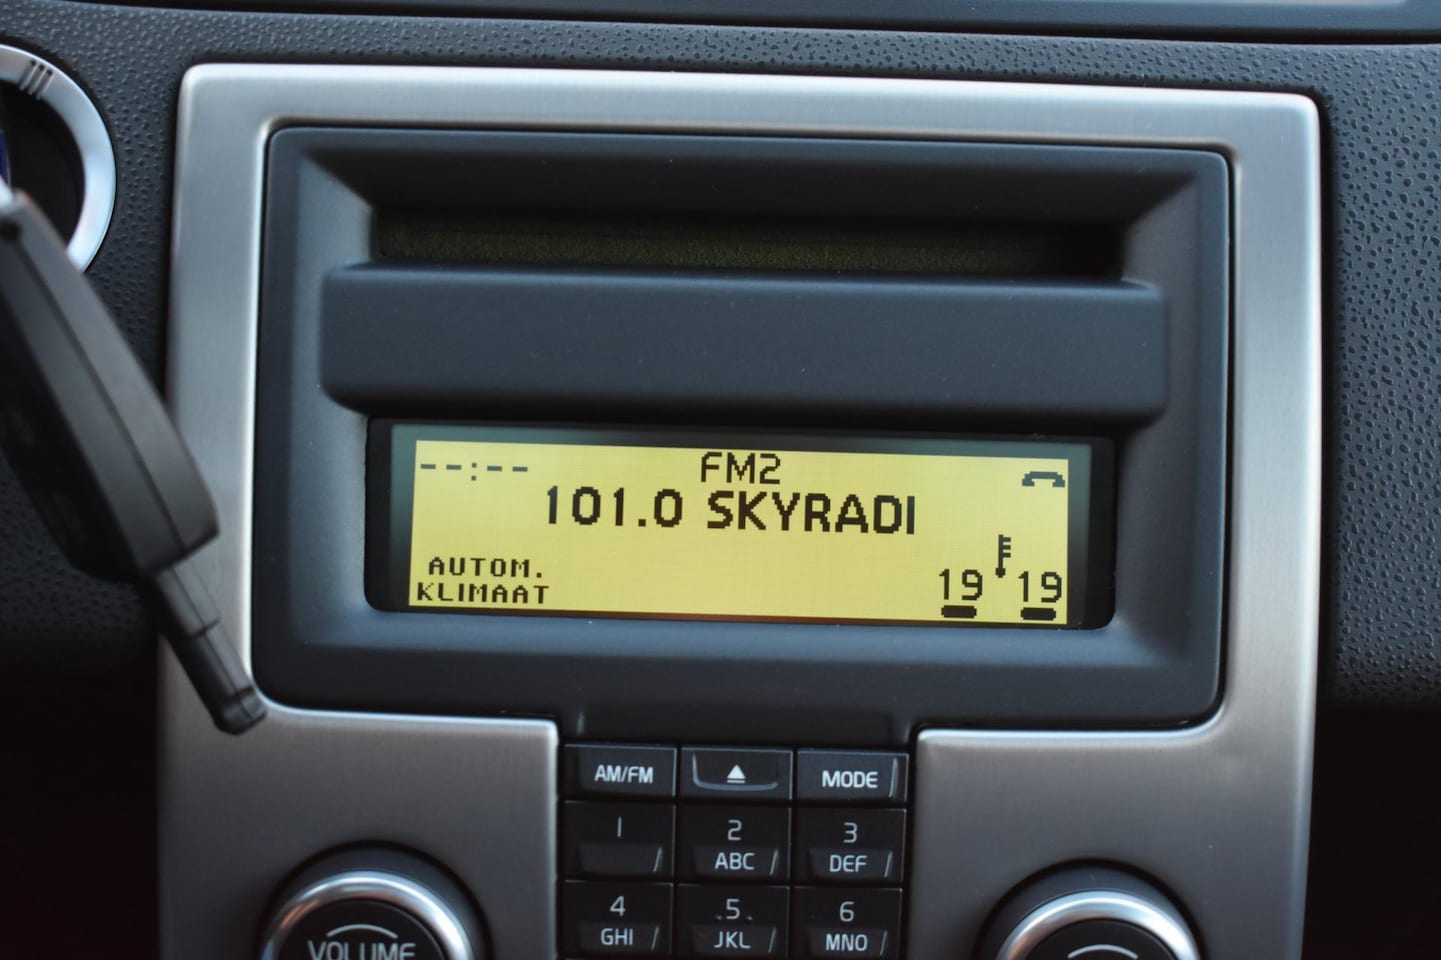 --:-- FM2
101.0 SKYRADI
AUTOM.
KLIMAAT
19 19
AM/FM MODE
1 2 3
ABC DEF
4 5 6
GHI JKL MNO
VOLUME